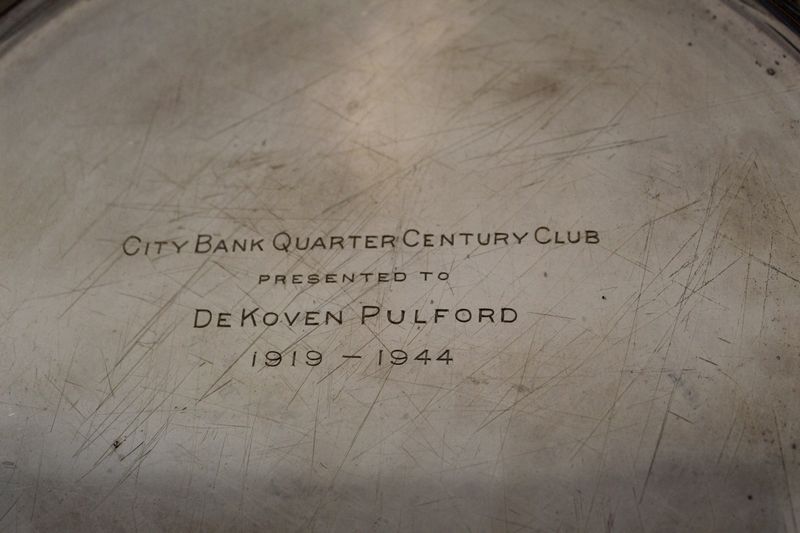 City Bank Quarter Century Club
PRESENTED TO
DeKoven Pulford
1919 – 1944